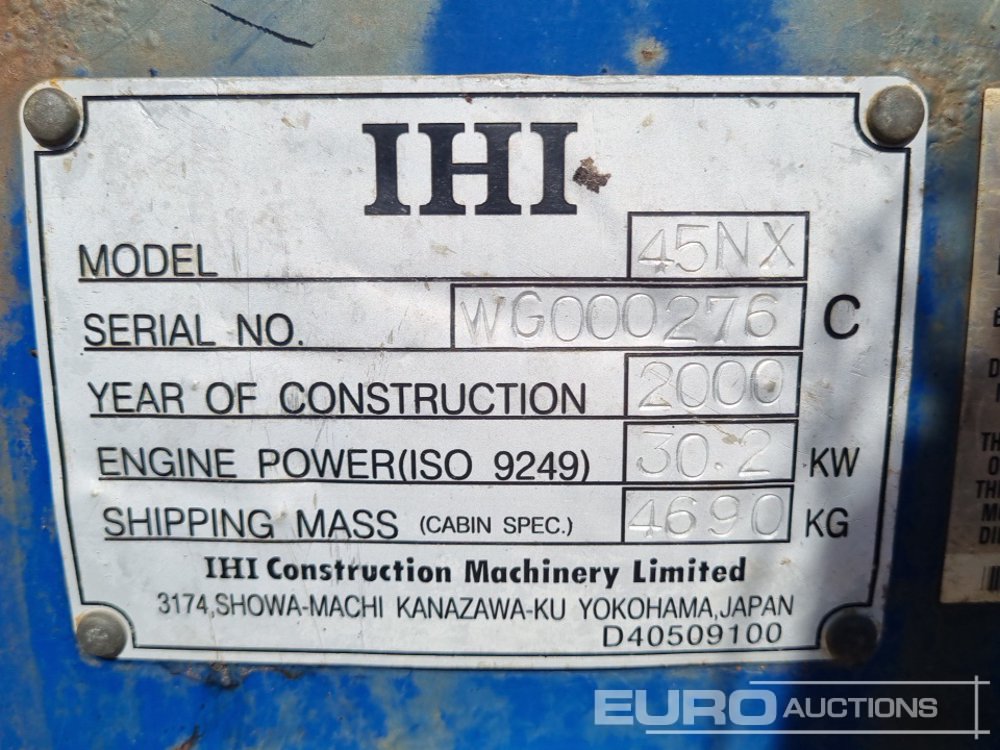 IHI
MODEL 45NX
SERIAL NO. WG000276 C
YEAR OF CONSTRUCTION 2000
ENGINE POWER(ISO 9249) 30.2 KW
SHIPPING MASS (CABIN SPEC.) 4690 KG
IHI Construction Machinery Limited
3174,SHOWA-MACHI KANAZAWA-KU YOKOHAMA,JAPAN
D40509100
EURO AUCTIONS